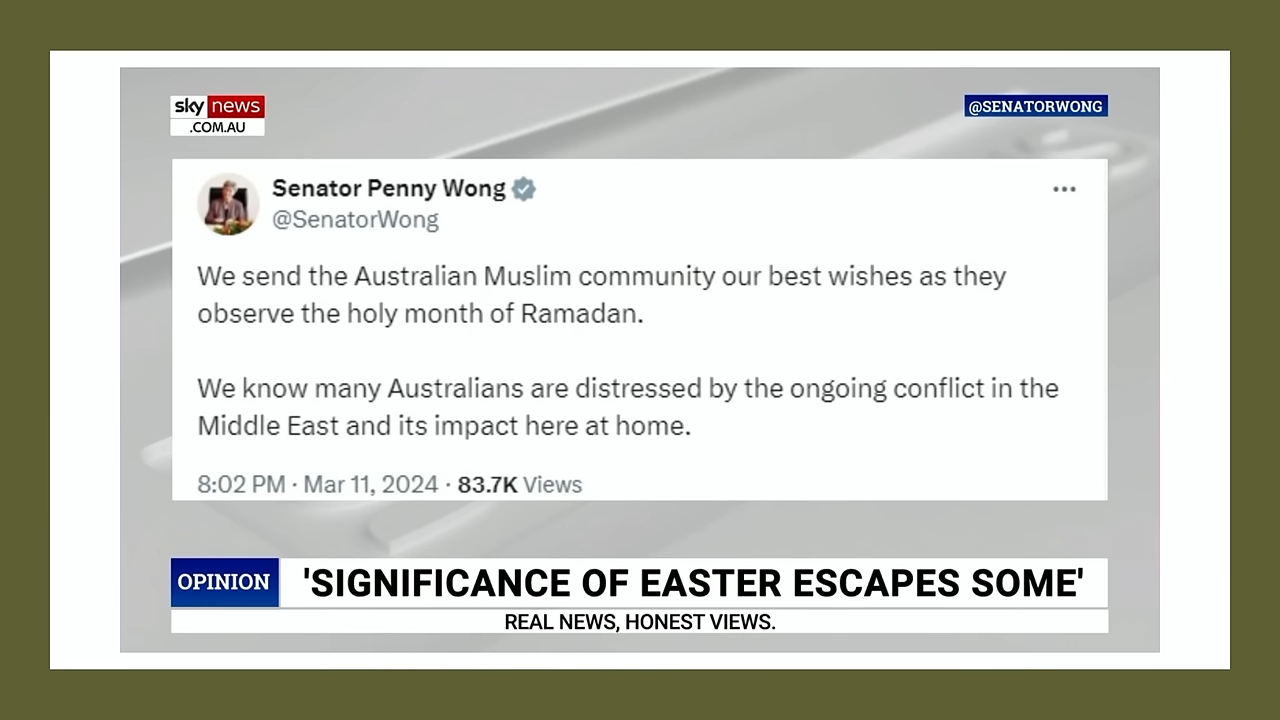 sky news
.COM.AU
@SENATORWONG
Senator Penny Wong
@SenatorWong
We send the Australian Muslim community our best wishes as they
observe the holy month of Ramadan.
We know many Australians are distressed by the ongoing conflict in the
Middle East and its impact here at home.
8:02 PM · Mar 11, 2024 · 83.7K Views
OPINION
'SIGNIFICANCE OF EASTER ESCAPES SOME'
REAL NEWS, HONEST VIEWS.